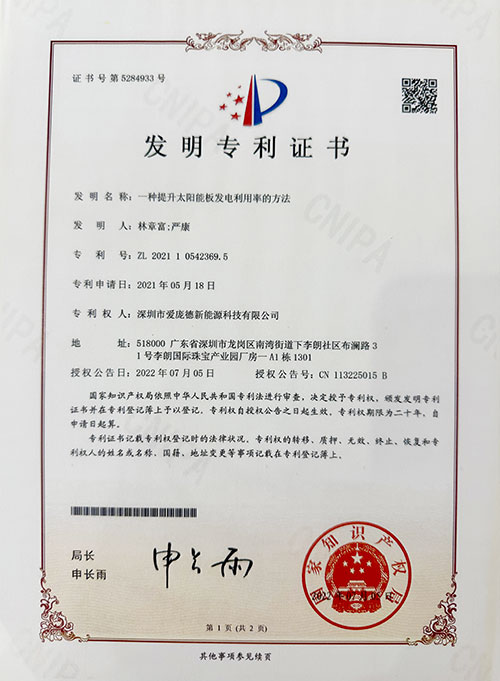 证书号第5284933号
发明专利证书
发明名称：一种提升太阳能板发电利用率的方法
发明人：林章富;严康
专利号：ZL 2021 1 0542369.5
专利申请日：2021年05月18日
专利权人：深圳市爱庞德新能源科技有限公司
地址：518000 广东省深圳市龙岗区南湾街道下李朗社区布澜路3
1号李朗国际珠宝产业园厂房一A1栋1301
授权公告日：2022年07月05日 授权公告号：CN 113225015 B
国家知识产权局依照中华人民共和国专利法进行审查，决定授予专利权，颁发发明专利
证书并在专利登记簿上予以登记。专利权自授权公告之日起生效。专利权期限为二十年，自
申请日起算。
专利证书记载专利权登记时的法律状况。专利权的转移、质押、无效、终止、恢复和专
利权人的姓名或名称、国籍、地址变更等事项记载在专利登记簿上。
局长
申长雨
申长雨
国家知识产权局
第1页(共2页)
其他事项参见续页
CNIPA
CNIPA
CNIPA